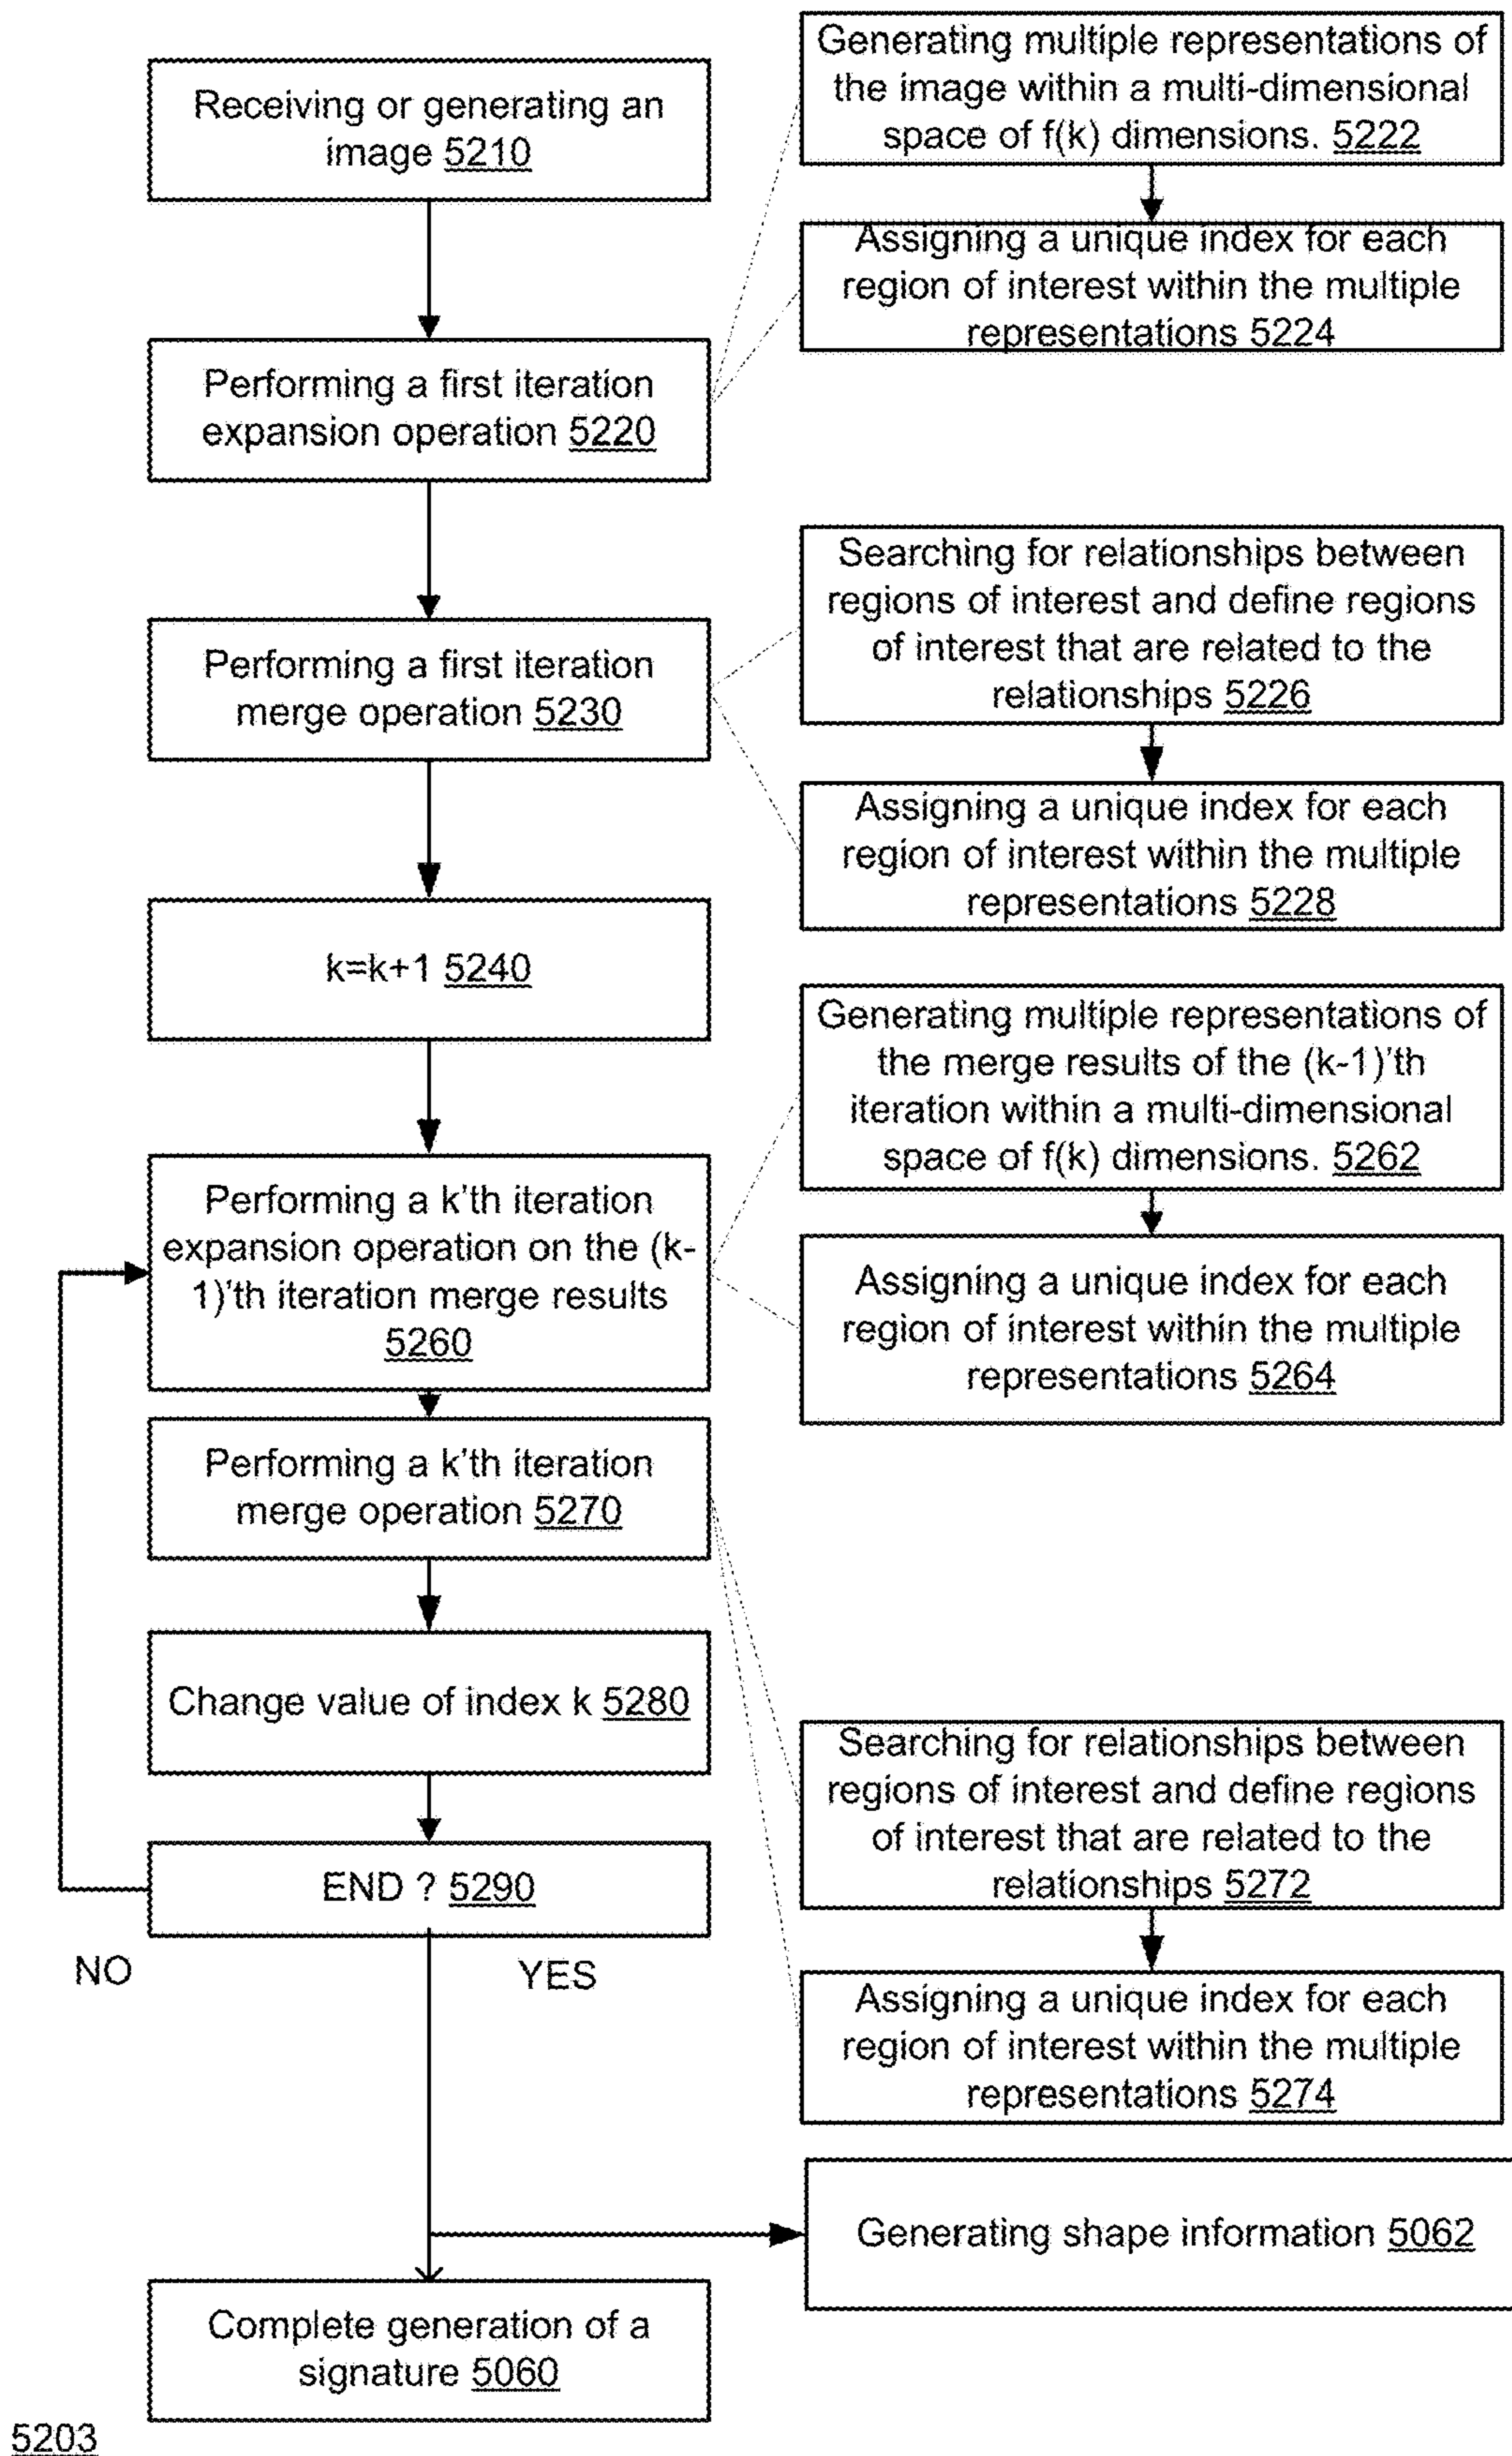 Receiving or generating an
image 5210
Generating multiple representations of
the image within a multi-dimensional
space of f(k) dimensions. 5222
Assigning a unique index for each
region of interest within the multiple
representations 5224
Performing a first iteration
expansion operation 5220
Searching for relationships between
regions of interest and define regions
of interest that are related to the
relationships 5226
Performing a first iteration
merge operation 5230
Assigning a unique index for each
region of interest within the multiple
representations 5228
k=k+1 5240
Generating multiple representations of
the merge results of the (k-1)'th
iteration within a multi-dimensional
space of f(k) dimensions. 5262
Performing a k'th iteration
expansion operation on the (k-
1)'th iteration merge results
5260
Assigning a unique index for each
region of interest within the multiple
representations 5264
Performing a k'th iteration
merge operation 5270
Change value of index k 5280
Searching for relationships between
regions of interest and define regions
of interest that are related to the
relationships 5272
END ? 5290
NO
YES
Assigning a unique index for each
region of interest within the multiple
representations 5274
Generating shape information 5062
Complete generation of a
signature 5060
5203